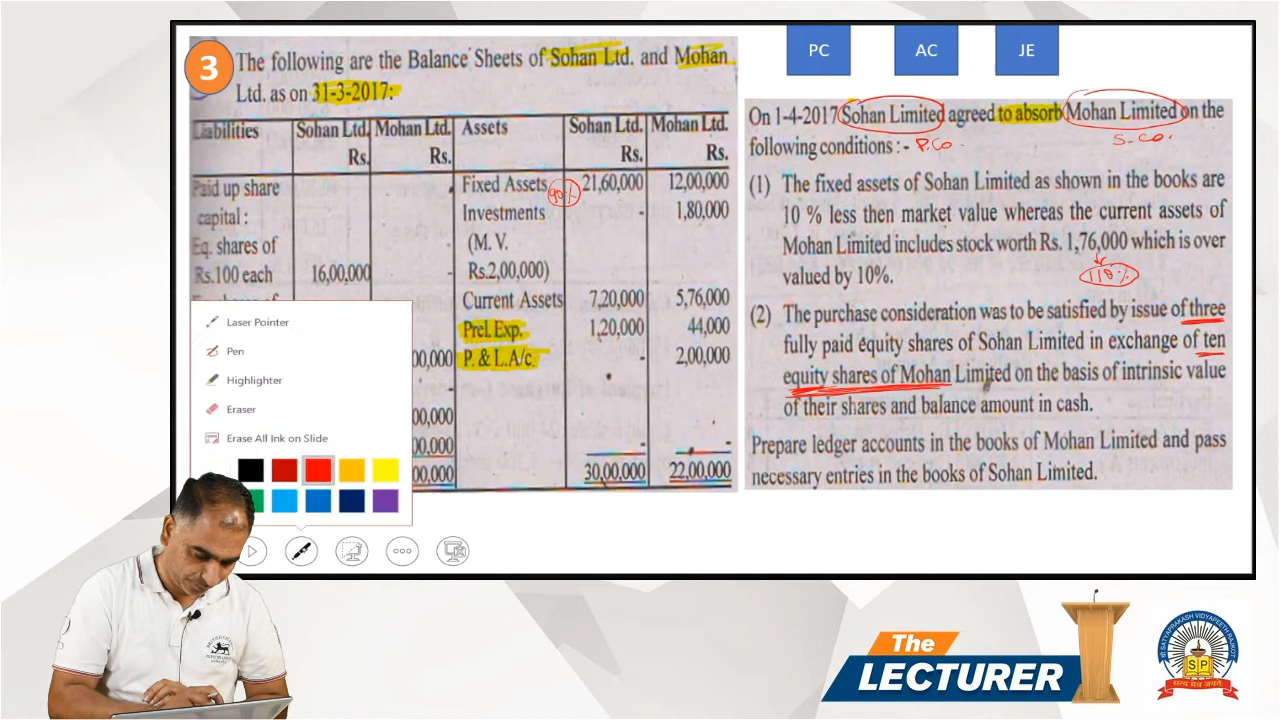 PC
AC
JE
3
The following are the Balance Sheets of Sohan Ltd. and Mohan
Ltd. as on 31-3-2017:
Liabilities Sohan Ltd. Mohan Ltd. Assets Sohan Ltd. Mohan Ltd.
Rs. Rs. Rs. Rs.
Paid up share Fixed Assets 90% 21,60,000 12,00,000
capital : Investments - 1,80,000
Eq. shares of (M. V.
Rs.100 each 16,00,000 - Rs.2,00,000)
Current Assets 7,20,000 5,76,000
Prel. Exp. 1,20,000 44,000
P. & L.A/c. - 2,00,000
30,00,000 22,00,000
Laser Pointer
Pen
Highlighter
Eraser
Erase All Ink on Slide
On 1-4-2017 Sohan Limited agreed to absorb Mohan Limited on the
following conditions :- P.Co. S.Co.
(1) The fixed assets of Sohan Limited as shown in the books are
10 % less then market value whereas the current assets of
Mohan Limited includes stock worth Rs. 1,76,000 which is over
valued by 10%. 110%
(2) The purchase consideration was to be satisfied by issue of three
fully paid equity shares of Sohan Limited in exchange of ten
equity shares of Mohan Limited on the basis of intrinsic value
of their shares and balance amount in cash.
Prepare ledger accounts in the books of Mohan Limited and pass
necessary entries in the books of Sohan Limited.
The
LECTURER
SHREE SATYAPRAKASH VIDYAPEETH RAJKOT
SP
सत्य मेव जयते